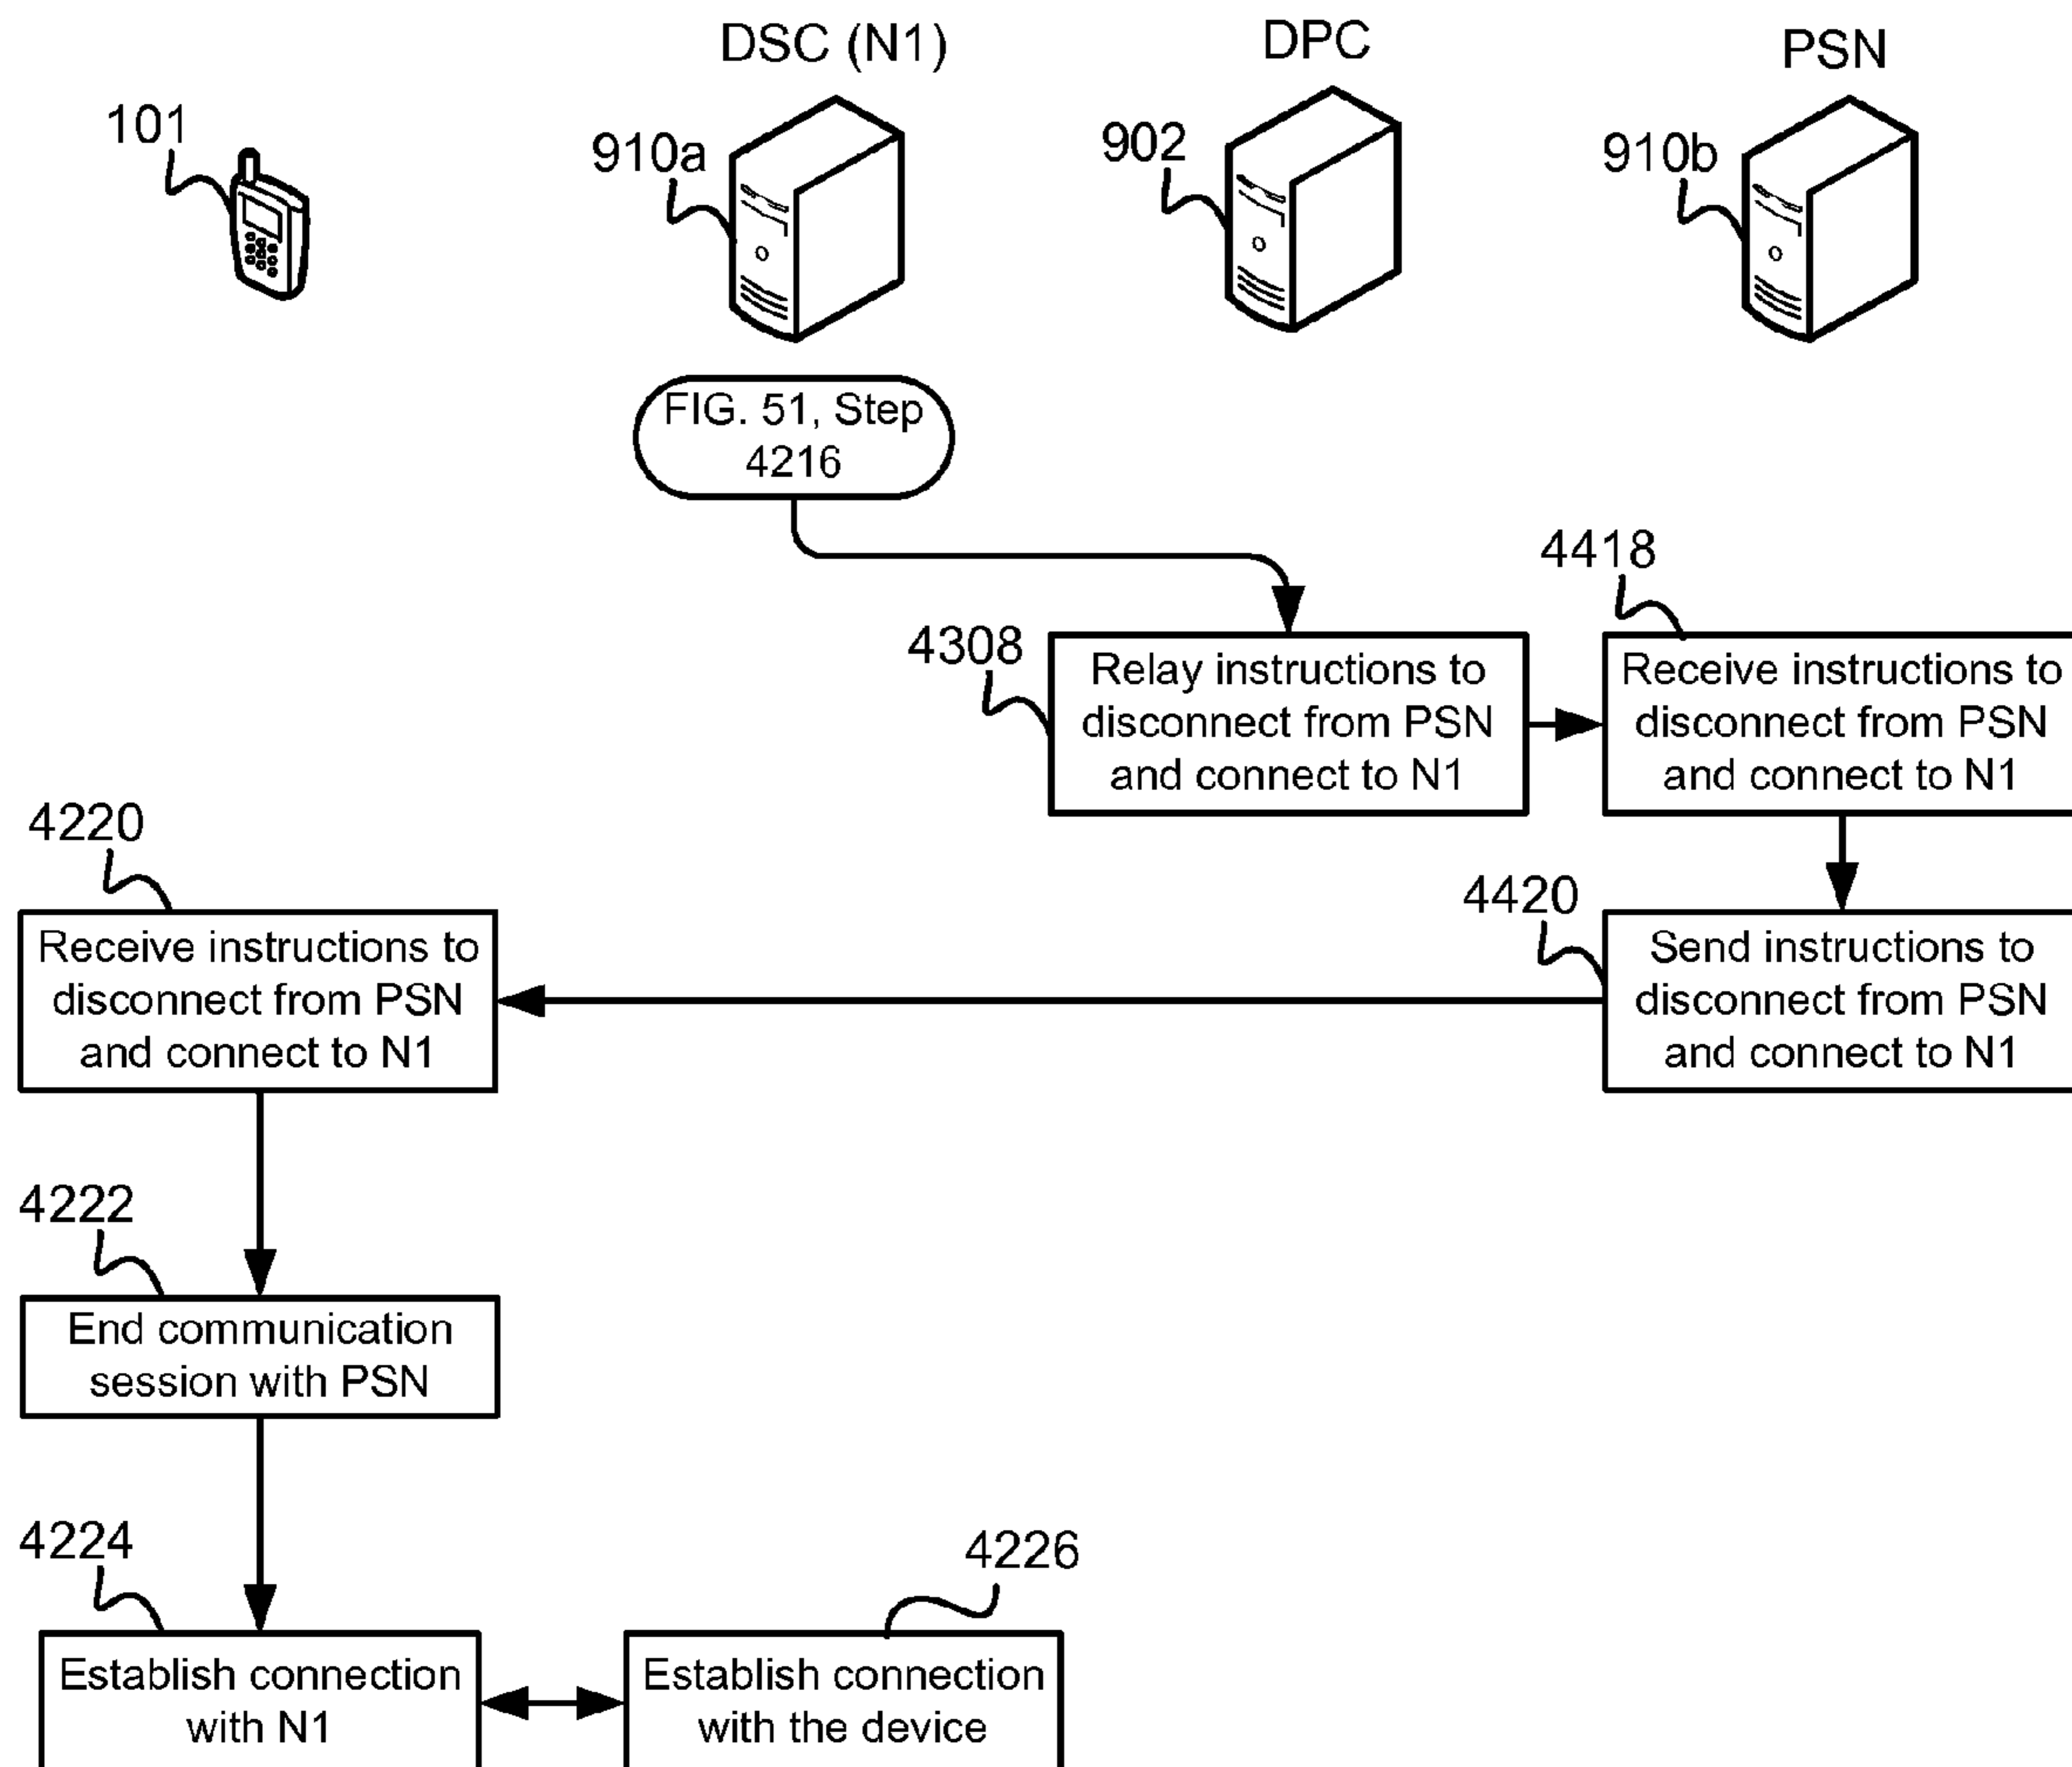 DSC (N1)
DPC
PSN
101
910a
902
910b
FIG. 51, Step
4216
4418
4308
Relay instructions to
disconnect from PSN
and connect to N1
Receive instructions to
disconnect from PSN
and connect to N1
4220
4420
Receive instructions to
disconnect from PSN
and connect to N1
Send instructions to
disconnect from PSN
and connect to N1
4222
End communication
session with PSN
4224
4226
Establish connection
with N1
Establish connection
with the device